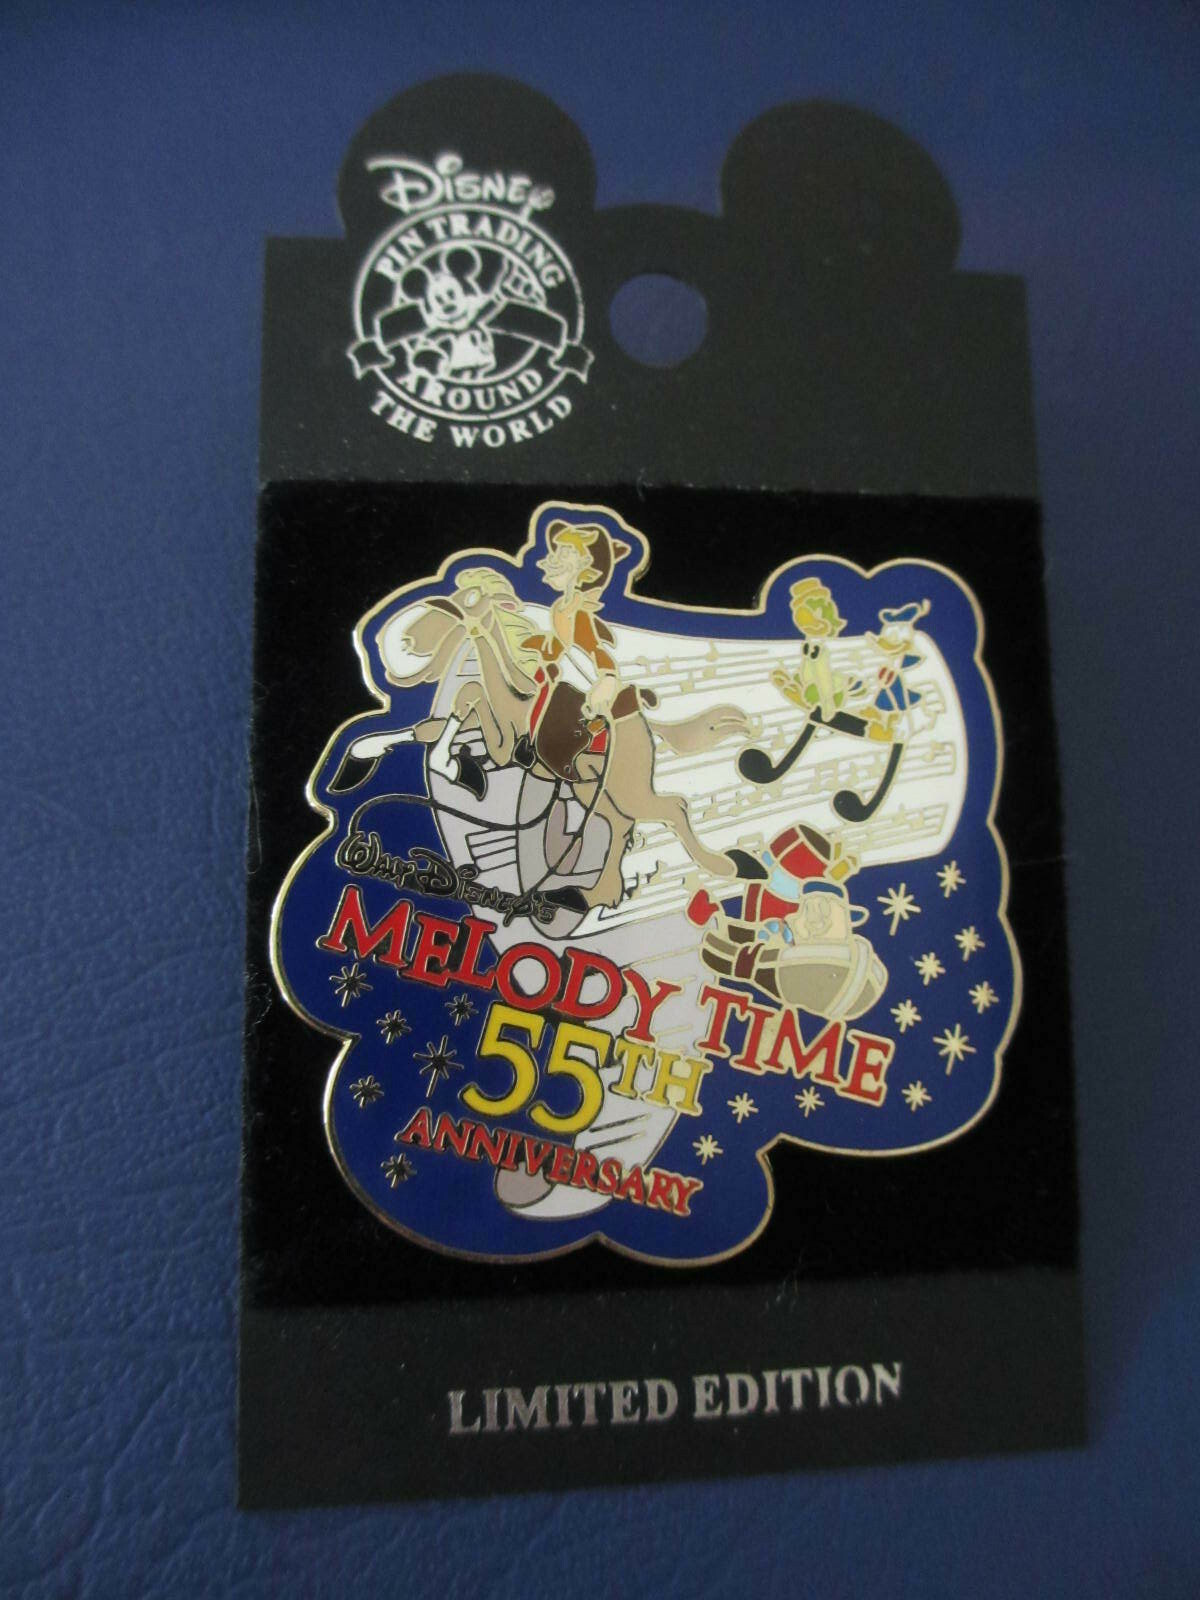 DISNEY
PIN TRADING
AROUND
THE WORLD
WALT DISNEY'S
MELODY TIME
55TH
ANNIVERSARY
LIMITED EDITION